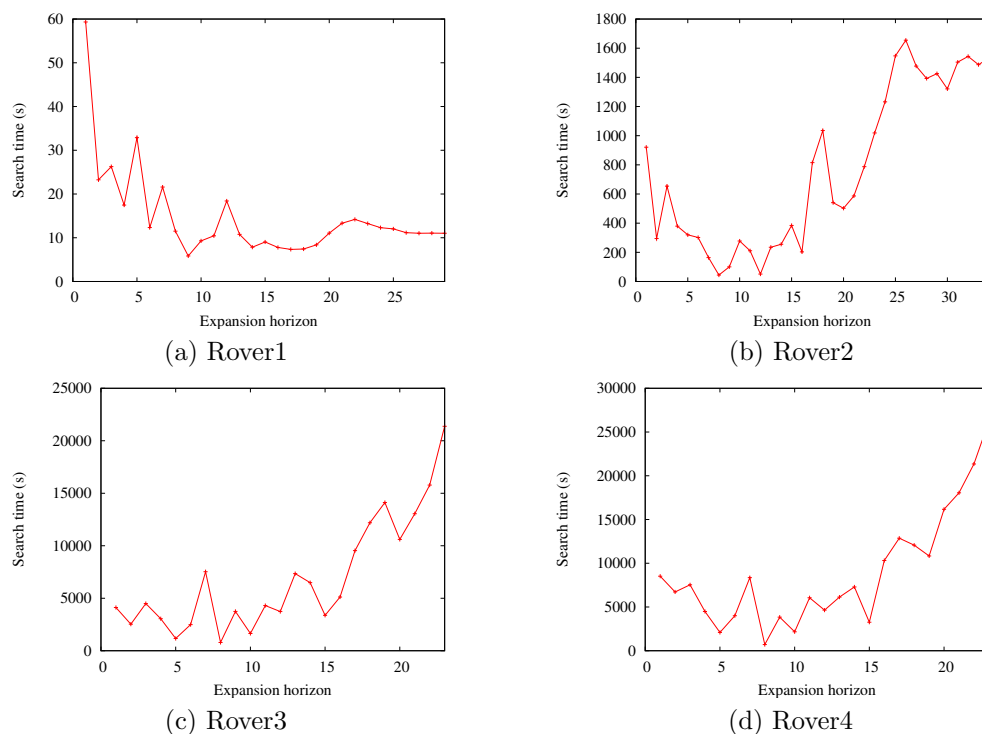 60
50
40
30
20
10
0
0 5 10 15 20 25
Search time (s)
Expansion horizon
(a) Rover1
1800
1600
1400
1200
1000
800
600
400
200
0
0 5 10 15 20 25 30
Search time (s)
Expansion horizon
(b) Rover2
25000
20000
15000
10000
5000
0
0 5 10 15 20
Search time (s)
Expansion horizon
(c) Rover3
30000
25000
20000
15000
10000
5000
0
0 5 10 15 20
Search time (s)
Expansion horizon
(d) Rover4